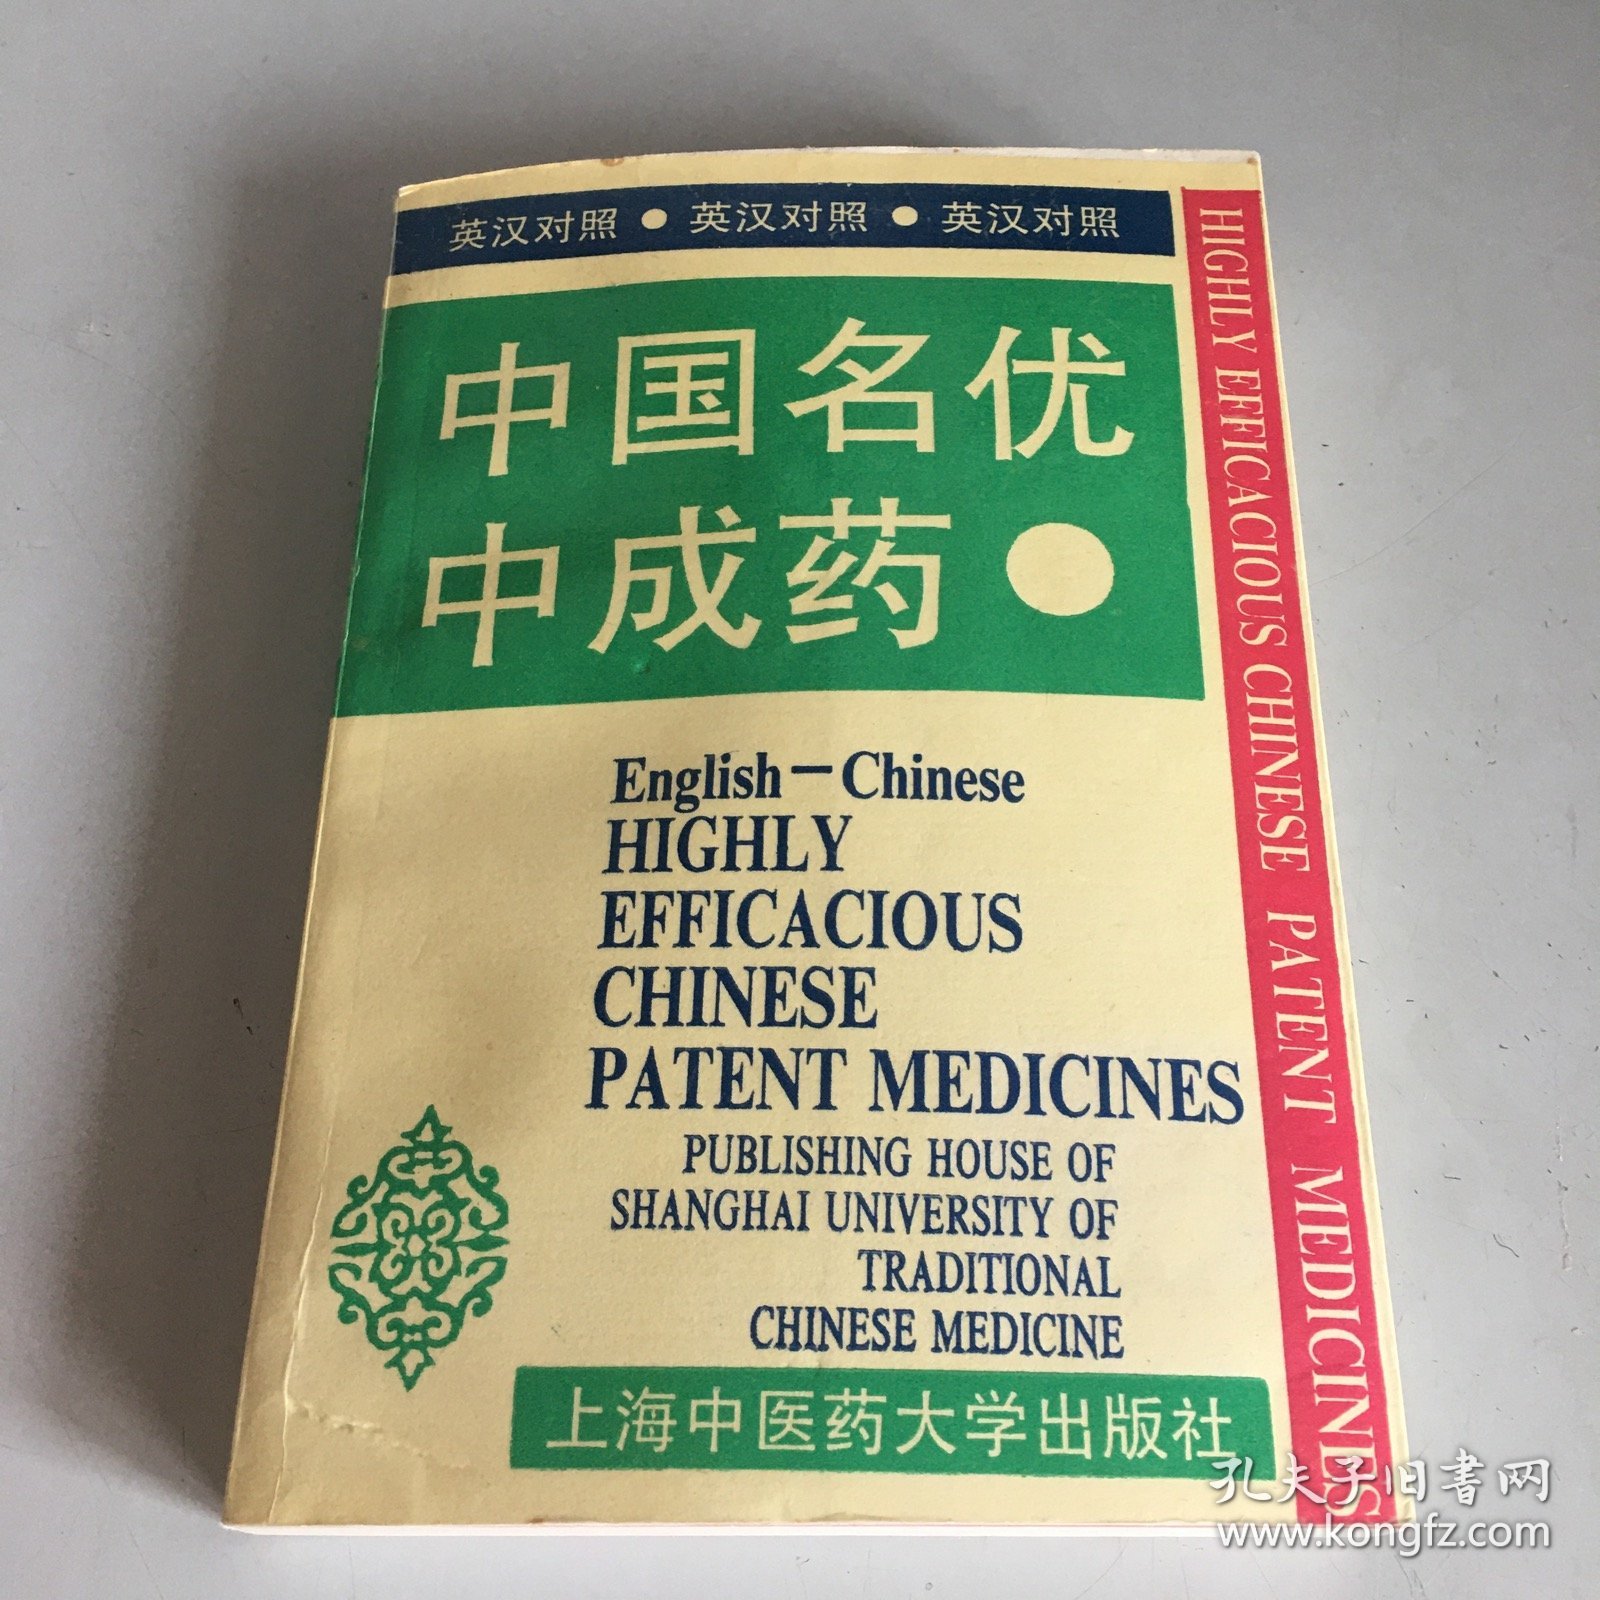 英汉对照 ● 英汉对照 ● 英汉对照
中国名优
中成药●
English-Chinese
HIGHLY
EFFICACIOUS
CHINESE
PATENT MEDICINES
PUBLISHING HOUSE OF
SHANGHAI UNIVERSITY OF
TRADITIONAL
CHINESE MEDICINE
上海中医药大学出版社
HIGHLY EFFICACIOUS CHINESE PATENT MEDICINES
孔夫子旧书网
www.kongfz.com